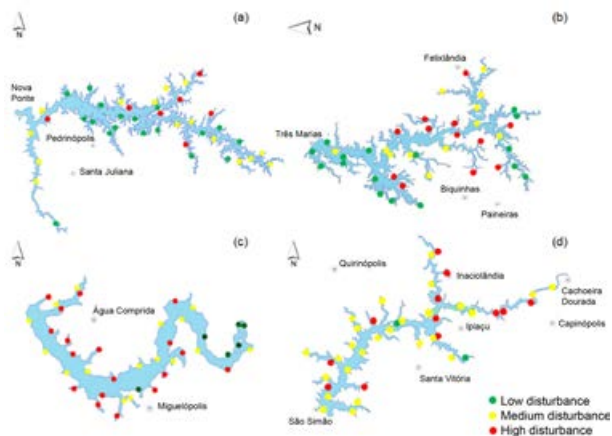 (a)
N
Nova
Ponte
Pedrinópolis
Santa Juliana
(b)
N
Felixlândia
Três Marias
Biquinhas
Paineiras
(c)
N
Água Comprida
Miguelópolis
(d)
N
Quirinópolis
Inaciolândia
Cachoeira
Dourada
Ipiaçu
Capinópolis
Santa Vitória
São Simão
Low disturbance
Medium disturbance
High disturbance